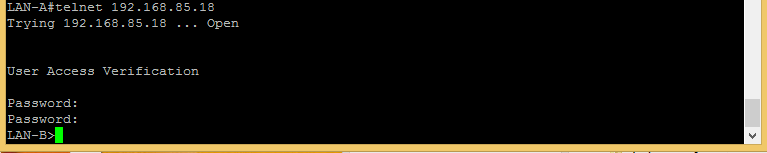 LAN-A#telnet 192.168.85.18
Trying 192.168.85.18 ... Open
User Access Verification
Password:
Password:
LAN-B>